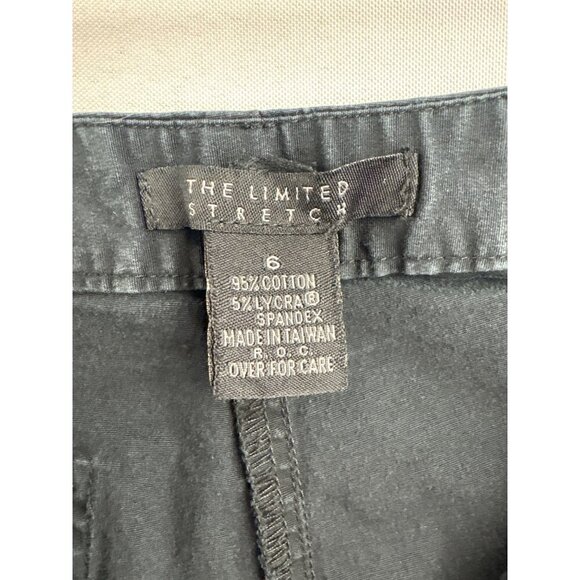 THE LIMITED
STRETCH
6
95% COTTON
5% LYCRA®
SPANDEX
MADE IN TAIWAN
R. O. C.
OVER FOR CARE